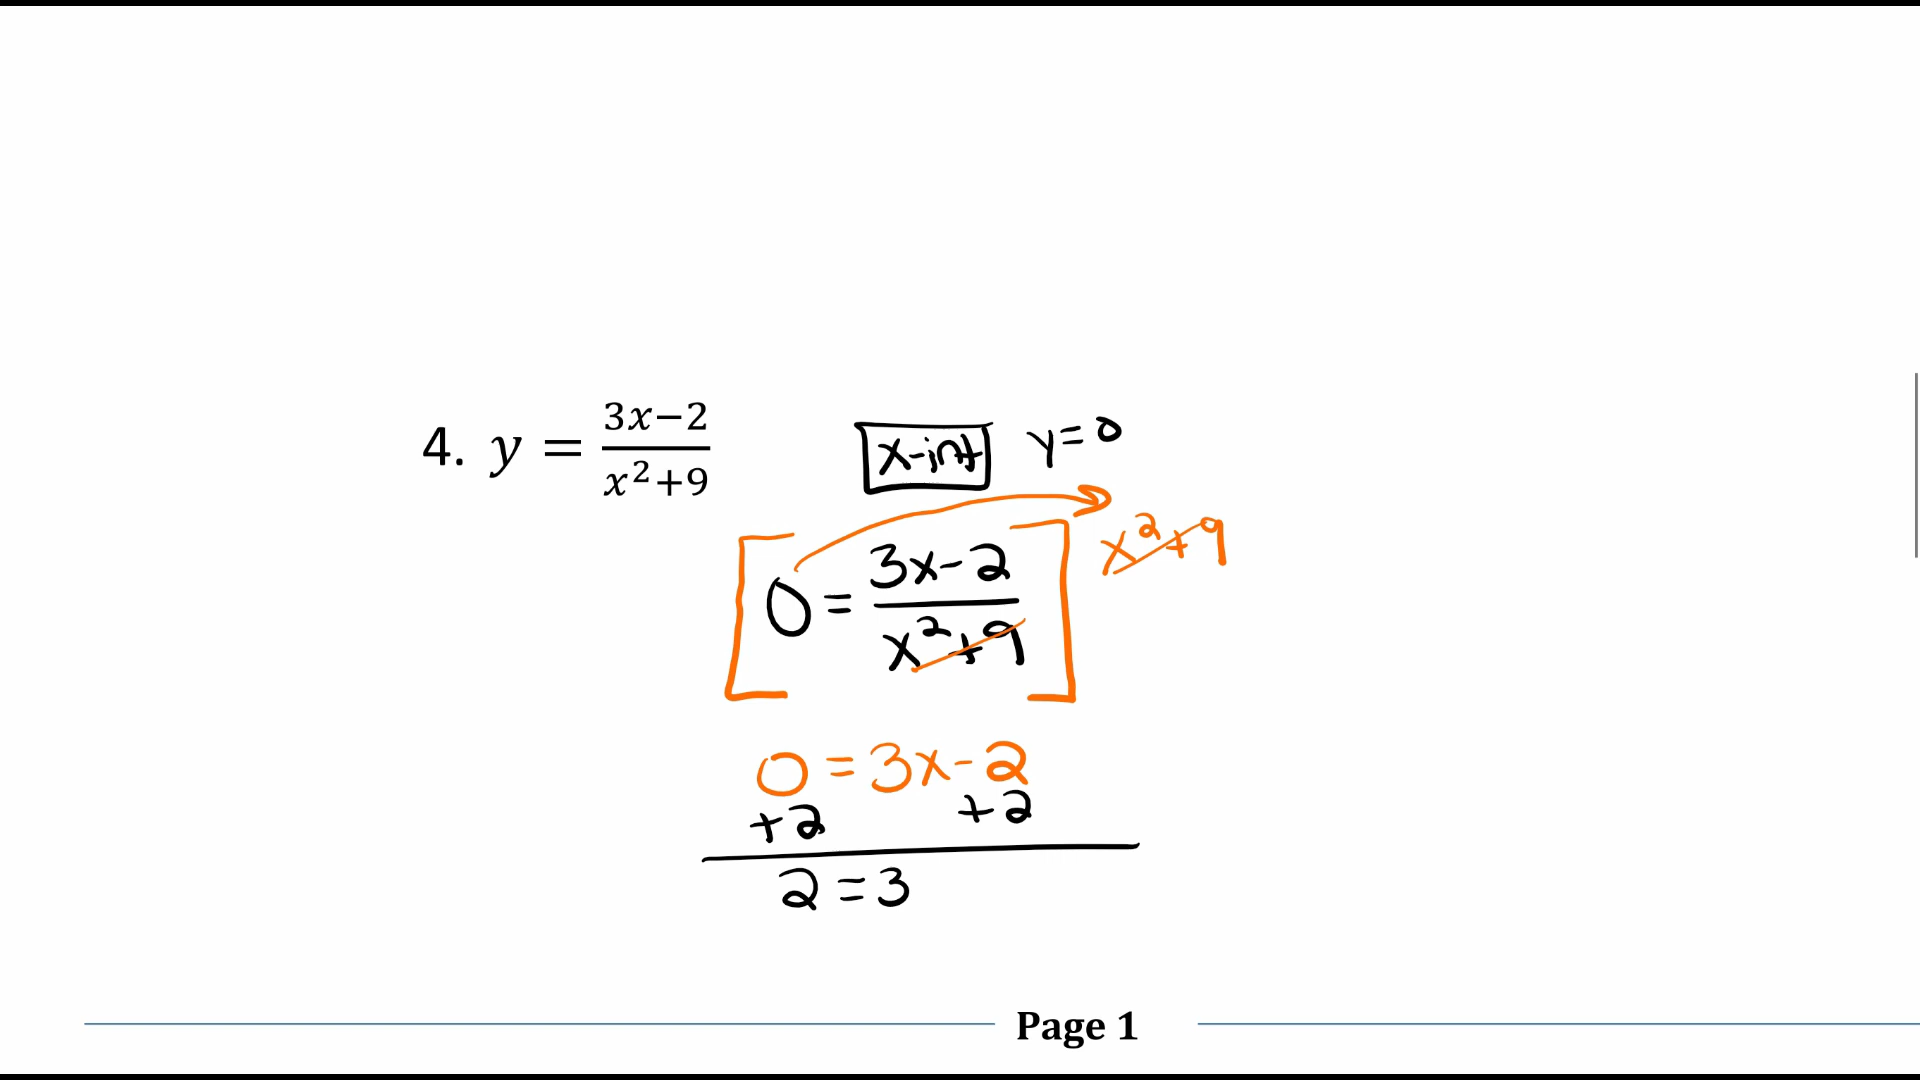 4. y = (3x−2)/(x²+9)
x-int y=0
0 = (3x-2)/(x²+9) x²+9
0 = 3x-2
+2 +2
2 = 3
Page 1